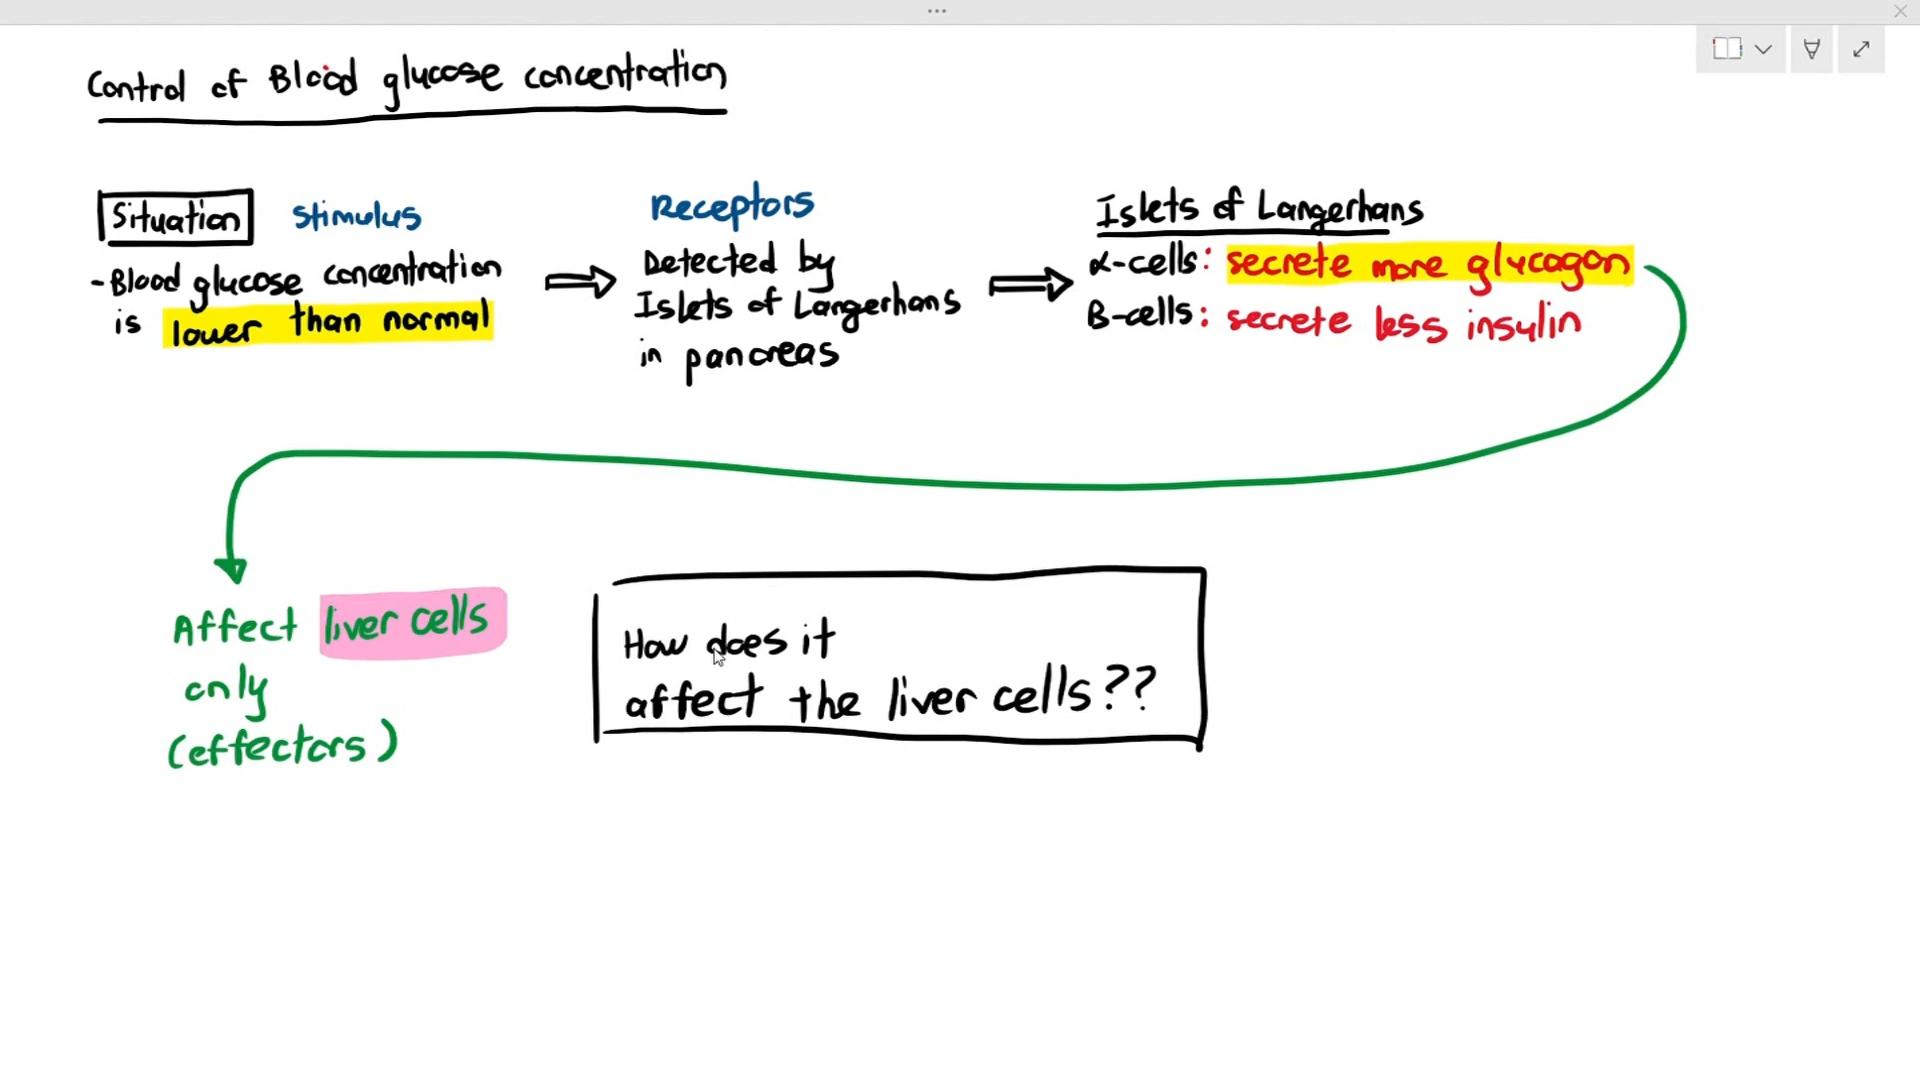 Control of Blood glucose concentration
Situation stimulus
- Blood glucose concentration
is lower than normal
Receptors
Detected by
Islets of Langerhans
in pancreas
Islets of Langerhans
α-cells: secrete more glycagon
B-cells: secrete less insulin
Affect liver cells
only
(effectors)
How does it
affect the liver cells??